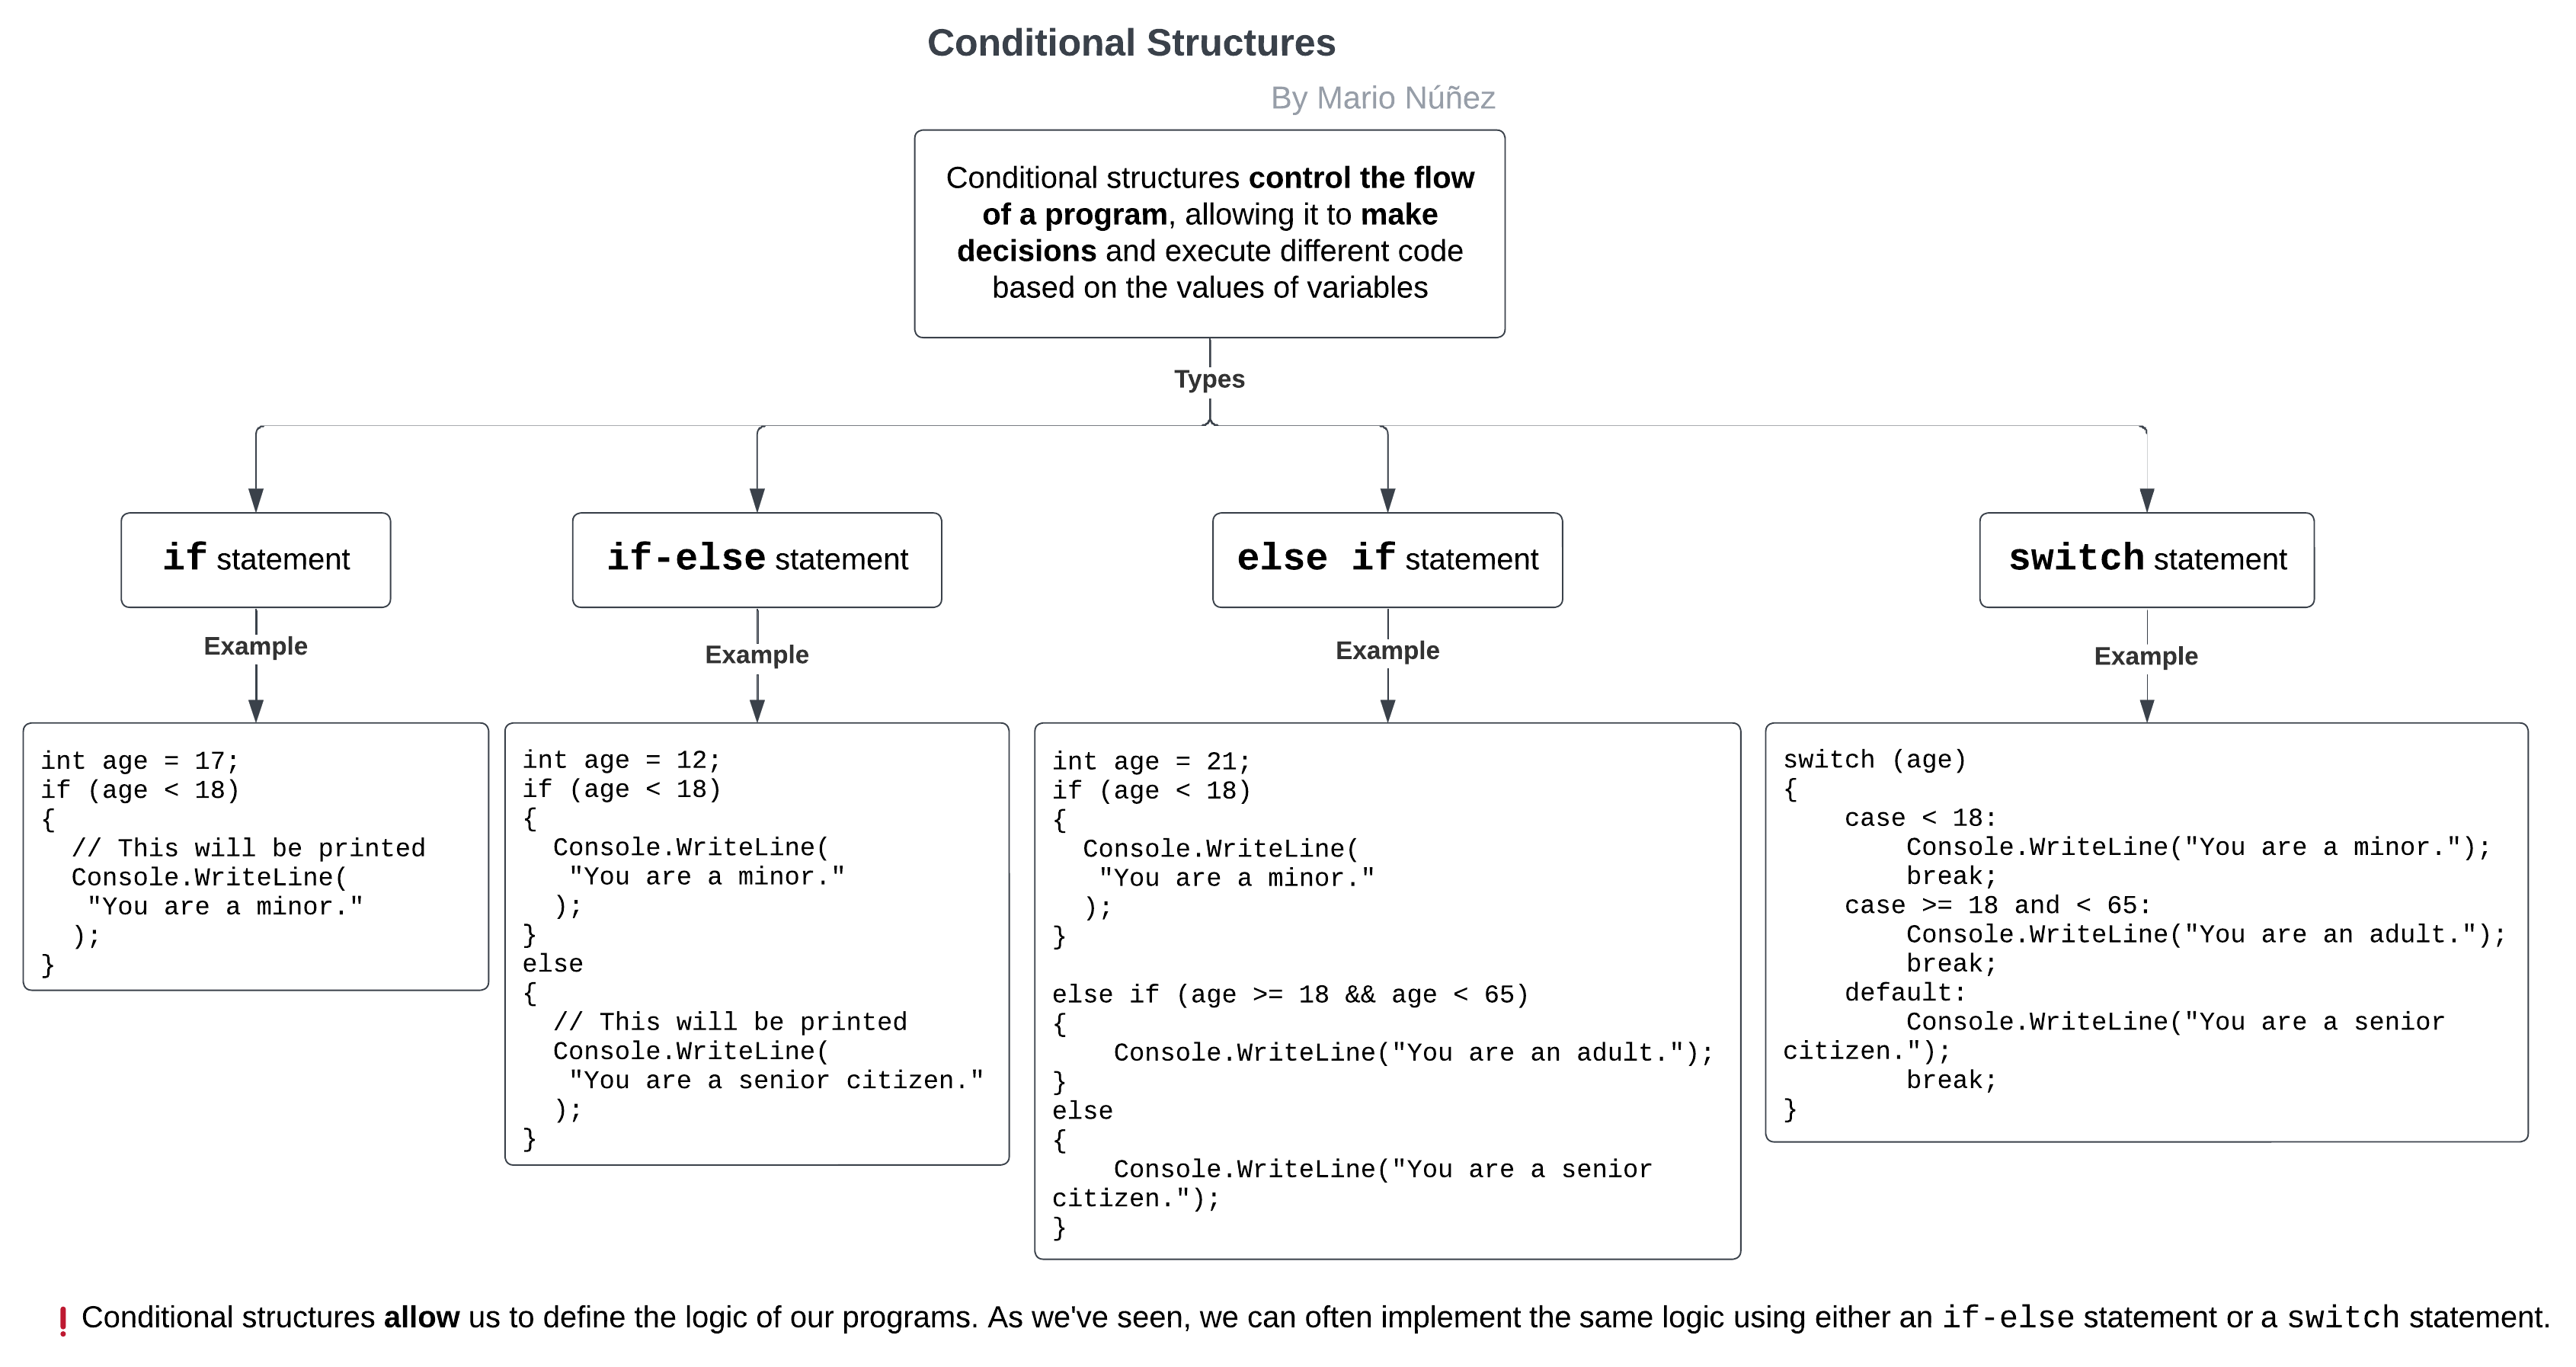 Conditional Structures
By Mario Núñez
Conditional structures control the flow
of a program, allowing it to make
decisions and execute different code
based on the values of variables
Types
if statement
if-else statement
else if statement
switch statement
Example
Example
Example
Example
int age = 17;
if (age < 18)
{
  // This will be printed
  Console.WriteLine(
   "You are a minor."
  );
}
int age = 12;
if (age < 18)
{
  Console.WriteLine(
   "You are a minor."
  );
}
else
{
  // This will be printed
  Console.WriteLine(
   "You are a senior citizen."
  );
}
int age = 21;
if (age < 18)
{
  Console.WriteLine(
   "You are a minor."
  );
}

else if (age >= 18 && age < 65)
{
    Console.WriteLine("You are an adult.");
}
else
{
    Console.WriteLine("You are a senior
citizen.");
}
switch (age)
{
    case < 18:
        Console.WriteLine("You are a minor.");
        break;
    case >= 18 and < 65:
        Console.WriteLine("You are an adult.");
        break;
    default:
        Console.WriteLine("You are a senior
citizen.");
        break;
}
❗Conditional structures allow us to define the logic of our programs. As we've seen, we can often implement the same logic using either an if-else statement or a switch statement.